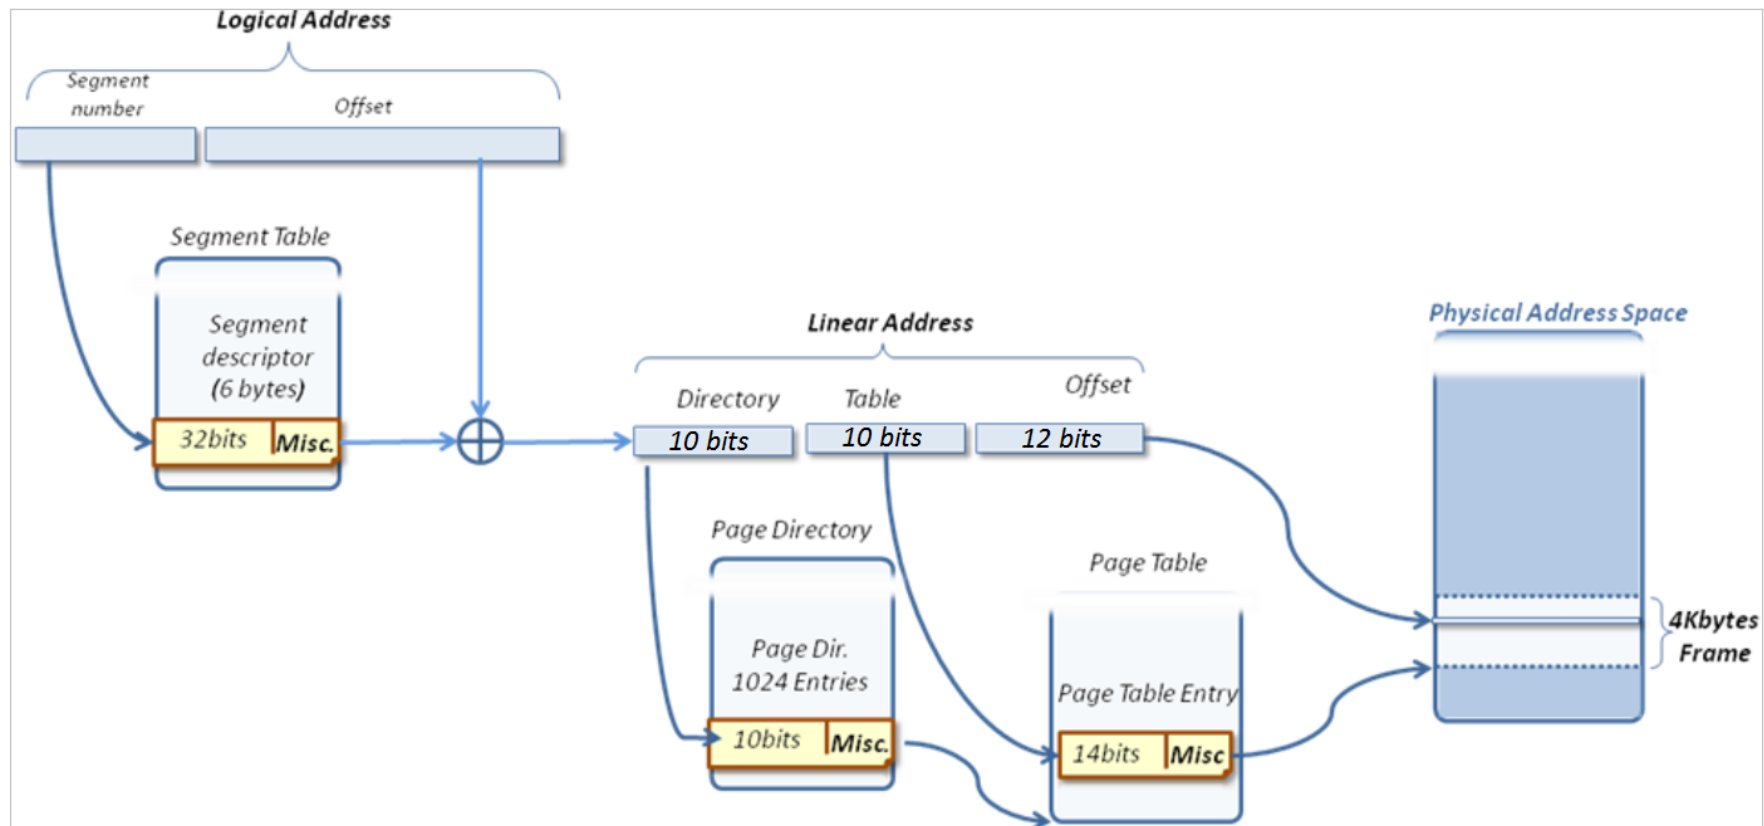 Logical Address
Segment
number
Offset
Segment Table
Segment
descriptor
(6 bytes)
32bits
Misc.
Linear Address
Directory
Table
Offset
10 bits
10 bits
12 bits
Page Directory
Page Dir.
1024 Entries
10bits
Misc.
Page Table
Page Table Entry
14bits
Misc
Physical Address Space
4Kbytes
Frame